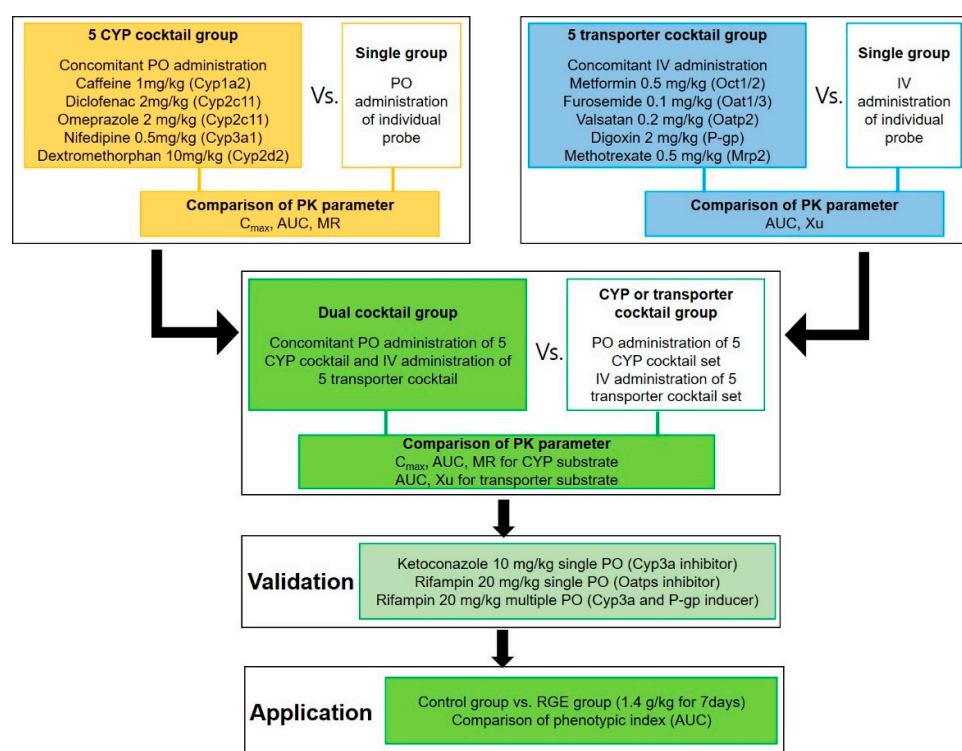 5 CYP cocktail group
Concomitant PO administration
Caffeine 1mg/kg (Cyp1a2)
Diclofenac 2mg/kg (Cyp2c11)
Omeprazole 2 mg/kg (Cyp2c11)
Nifedipine 0.5mg/kg (Cyp3a1)
Dextromethorphan 10mg/kg (Cyp2d2)
Vs.
Single group
PO
administration
of individual
probe
Comparison of PK parameter
Cmax, AUC, MR
5 transporter cocktail group
Concomitant IV administration
Metformin 0.5 mg/kg (Oct1/2)
Furosemide 0.1 mg/kg (Oat1/3)
Valsatan 0.2 mg/kg (Oatp2)
Digoxin 2 mg/kg (P-gp)
Methotrexate 0.5 mg/kg (Mrp2)
Vs.
Single group
IV
administration
of individual
probe
Comparison of PK parameter
AUC, Xu
Dual cocktail group
Concomitant PO administration of 5
CYP cocktail and IV administration of
5 transporter cocktail
Vs.
CYP or transporter
cocktail group
PO administration of 5
CYP cocktail set
IV administration of 5
transporter cocktail set
Comparison of PK parameter
Cmax, AUC, MR for CYP substrate
AUC, Xu for transporter substrate
Validation
Ketoconazole 10 mg/kg single PO (Cyp3a inhibitor)
Rifampin 20 mg/kg single PO (Oatps inhibitor)
Rifampin 20 mg/kg multiple PO (Cyp3a and P-gp inducer)
Application
Control group vs. RGE group (1.4 g/kg for 7days)
Comparison of phenotypic index (AUC)